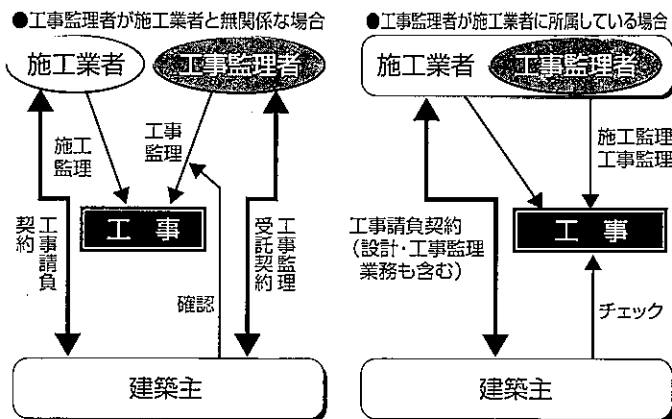 ●工事監理者が施工業者と無関係な場合
施工業者
工事監理者
施工
監理
工事
監理
工事
工事請負
契約
工事監理
受託契約
確認
建築主
●工事監理者が施工業者に所属している場合
施工業者
工事監理者
施工監理
工事監理
工事
工事請負契約
（設計・工事監理
業務も含む）
チェック
建築主